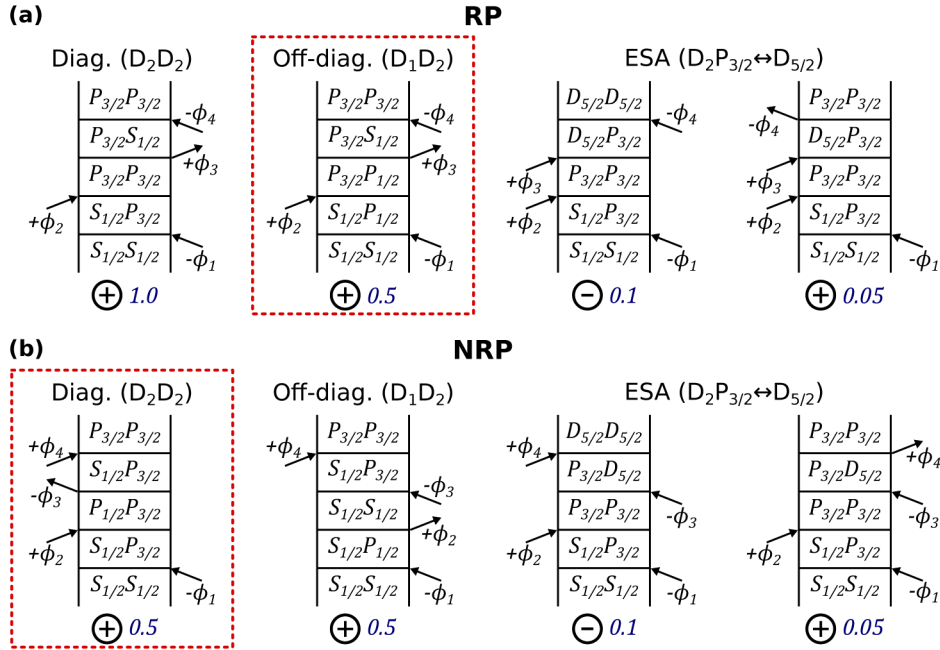 (a) RP
Diag. (D₂D₂) Off-diag. (D₁D₂) ESA (D₂P₃/₂↔D₅/₂)
P₃/₂P₃/₂ P₃/₂P₃/₂ D₅/₂D₅/₂ P₃/₂P₃/₂
-ϕ₄ -ϕ₄ -ϕ₄ -ϕ₄
P₃/₂S₁/₂ P₃/₂S₁/₂ D₅/₂P₃/₂ D₅/₂P₃/₂
+ϕ₃ +ϕ₃ +ϕ₃ +ϕ₃
P₃/₂P₃/₂ P₃/₂P₁/₂ P₃/₂P₃/₂ P₃/₂P₃/₂
+ϕ₂ +ϕ₂ +ϕ₂ +ϕ₂
S₁/₂P₃/₂ S₁/₂P₁/₂ S₁/₂P₃/₂ S₁/₂P₃/₂
-ϕ₁ -ϕ₁ -ϕ₁ -ϕ₁
S₁/₂S₁/₂ S₁/₂S₁/₂ S₁/₂S₁/₂ S₁/₂S₁/₂
+ 1.0 + 0.5 − 0.1 + 0.05
(b) NRP
Diag. (D₂D₂) Off-diag. (D₁D₂) ESA (D₂P₃/₂↔D₅/₂)
P₃/₂P₃/₂ P₃/₂P₃/₂ D₅/₂D₅/₂ P₃/₂P₃/₂
+ϕ₄ +ϕ₄ +ϕ₄ +ϕ₄
S₁/₂P₃/₂ S₁/₂P₃/₂ P₃/₂D₅/₂ P₃/₂D₅/₂
-ϕ₃ -ϕ₃ -ϕ₃ -ϕ₃
P₁/₂P₃/₂ S₁/₂S₁/₂ P₃/₂P₃/₂ P₃/₂P₃/₂
+ϕ₂ +ϕ₂ +ϕ₂ +ϕ₂
S₁/₂P₃/₂ S₁/₂P₁/₂ S₁/₂P₃/₂ S₁/₂P₃/₂
-ϕ₁ -ϕ₁ -ϕ₁ -ϕ₁
S₁/₂S₁/₂ S₁/₂S₁/₂ S₁/₂S₁/₂ S₁/₂S₁/₂
+ 0.5 + 0.5 − 0.1 + 0.05